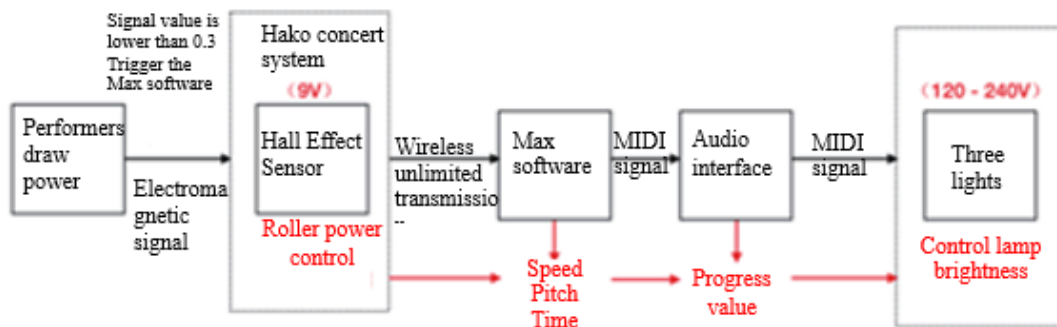 Signal value is
lower than 0.3
Trigger the
Max software
Hako concert
system
(9V)
(120 - 240V)
Performers
draw
power
Hall Effect
Sensor
Wireless
unlimited
transmissio
--
Max
software
MIDI
signal
Audio
interface
MIDI
signal
Three
lights
Electroma
gnetic
signal
Roller power
control
Speed
Pitch
Time
Progress
value
Control lamp
brightness